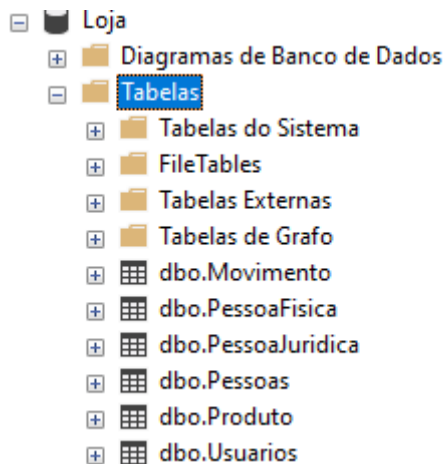 Loja
Diagramas de Banco de Dados
Tabelas
Tabelas do Sistema
FileTables
Tabelas Externas
Tabelas de Grafo
dbo.Movimento
dbo.PessoaFisica
dbo.PessoaJuridica
dbo.Pessoas
dbo.Produto
dbo.Usuarios